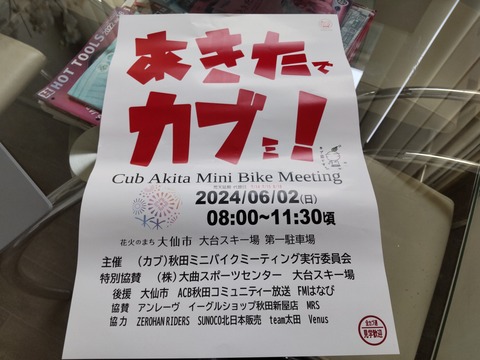 HOT TOOLS
あきたで
カブミ!
Cub Akita Mini Bike Meeting
2024/06/02(日)
08:00~11:30頃
花火のまち 大仙市 大台スキー場 第一駐車場
主催 (カブ)秋田ミニバイクミーティング実行委員会
特別協賛 (株)大曲スポーツセンター 大台スキー場
後援 大仙市 ACB秋田コミュニティー放送 FMはなび
協賛 アンレーヴ イーグルショップ秋田新屋店 MRS
協力 ZEROHAN RIDERS SUNOCO北日本販売 team太田 Venus
見学歓迎